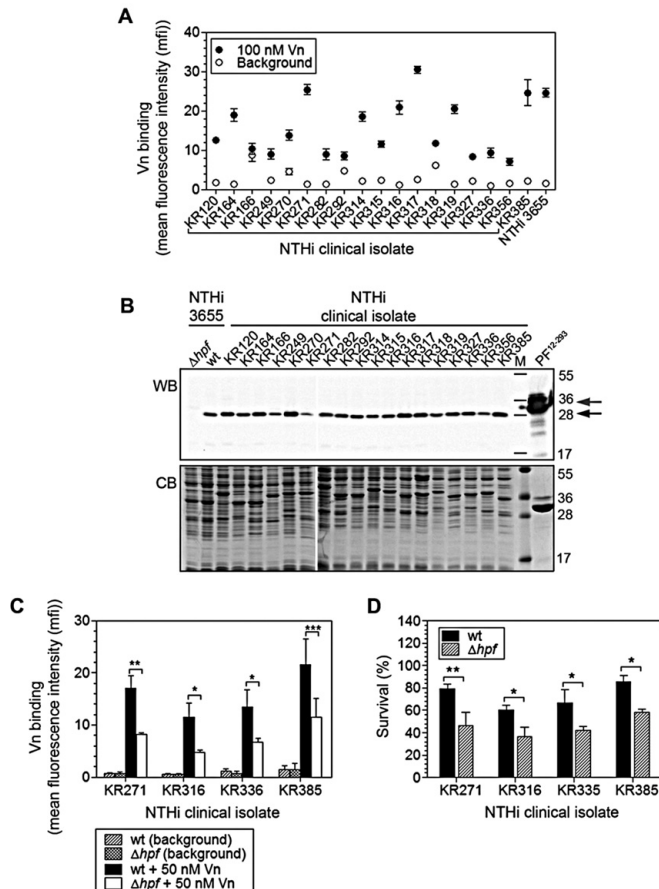 A
100 nM Vn
Background
Vn binding
(mean fluorescence intensity (mfi))
40
30
20
10
0
KR120
KR164
KR166
KR249
KR270
KR271
KR282
KR292
KR314
KR315
KR316
KR317
KR318
KR319
KR327
KR336
KR356
KR385
NTHi 3655
NTHi clinical isolate
B
NTHi
3655
NTHi
clinical isolate
Δhpf
wt
KR120
KR164
KR166
KR249
KR270
KR271
KR282
KR292
KR314
KR315
KR316
KR317
KR318
KR319
KR327
KR336
KR356
KR385
M
PF12-293
WB
55
36
28
17
CB
55
36
28
17
C
Vn binding
(mean fluorescence intensity (mfi))
30
20
10
0
**
*
*
***
KR271
KR316
KR336
KR385
NTHi clinical isolate
wt (background)
Δhpf (background)
wt + 50 nM Vn
Δhpf + 50 nM Vn
D
wt
Δhpf
Survival (%)
140
120
100
80
60
40
20
0
**
*
*
*
KR271
KR316
KR335
KR385
NTHi clinical isolate